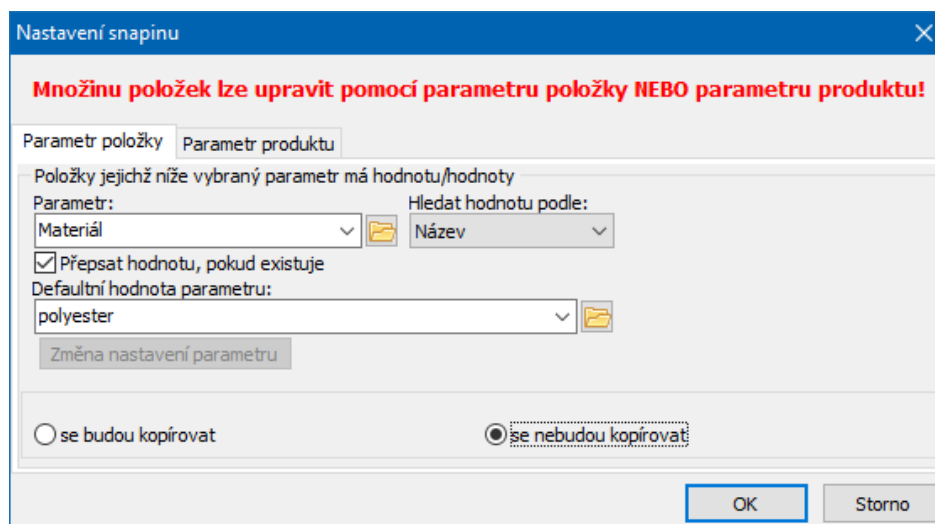 Nastavení snapinu
Množinu položek lze upravit pomocí parametru položky NEBO parametru produktu!
Parametr položky
Parametr produktu
Položky jejichž níže vybraný parametr má hodnotu/hodnoty
Parametr:
Hledat hodnotu podle:
Materiál
Název
Přepsat hodnotu, pokud existuje
Defaultní hodnota parametru:
polyester
Změna nastavení parametru
se budou kopírovat
se nebudou kopírovat
OK
Storno